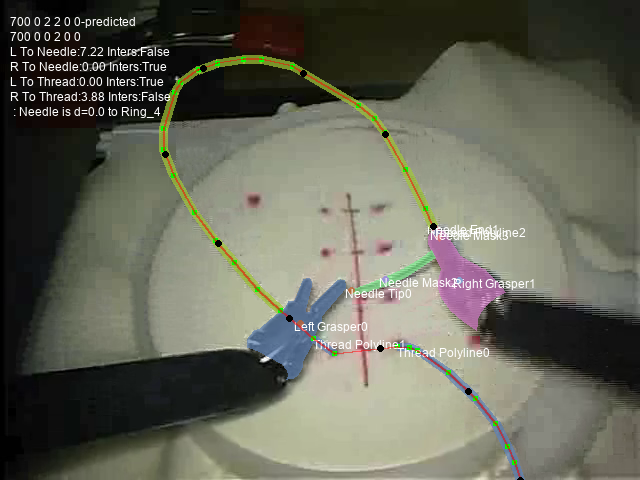 700 0 2 2 0 0-predicted
700 0 0 2 0 0
L To Needle:7.22 Inters:False
R To Needle:0.00 Inters:True
L To Thread:0.00 Inters:True
R To Thread:3.88 Inters:False
: Needle is d=0.0 to Ring_4
Needle End1
Needle Mask3
Needle Mask2
Right Grasper1
Needle Tip0
Left Grasper0
Thread Polyline1
Thread Polyline0